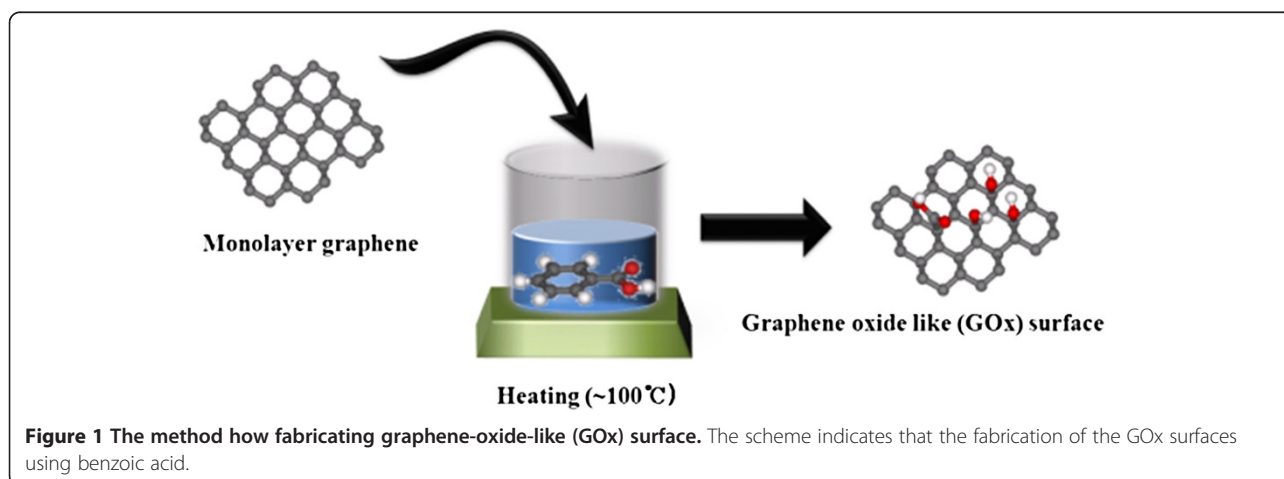 Monolayer graphene
Graphene oxide like (GOx) surface
Heating (~100℃)
Figure 1 The method how fabricating graphene-oxide-like (GOx) surface. The scheme indicates that the fabrication of the GOx surfaces
using benzoic acid.